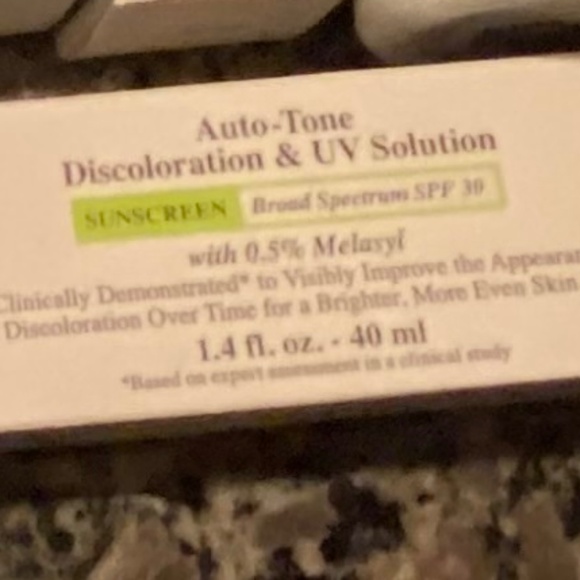 Auto-Tone
Discoloration & UV Solution
SUNSCREEN Broad Spectrum SPF 30
with 0.5% Melasyl
Clinically Demonstrated* to Visibly Improve the Appearan
Discoloration Over Time for a Brighter, More Even Skin
1.4 fl. oz. - 40 ml
*Based on expert assessment in a clinical study